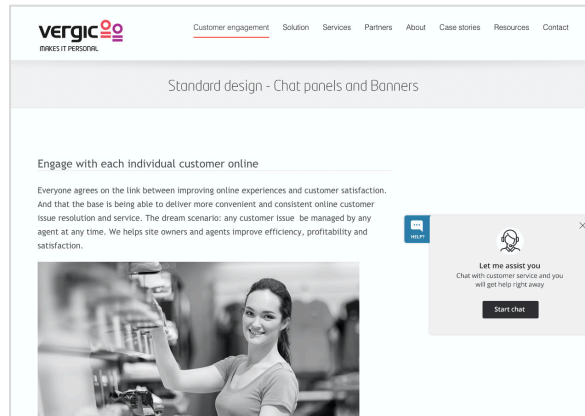 vergic
MAKES IT PERSONAL
Customer engagement Solution Services Partners About Case stories Resources Contact
Standard design - Chat panels and Banners
Engage with each individual customer online
Everyone agrees on the link between improving online experiences and customer satisfaction.
And that the base is being able to deliver more convenient and consistent online customer
issue resolution and service. The dream scenario: any customer issue be managed by any
agent at any time. We helps site owners and agents improve efficiency, profitability and
satisfaction.
HELP?
Let me assist you
Chat with customer service and you
will get help right away
Start chat